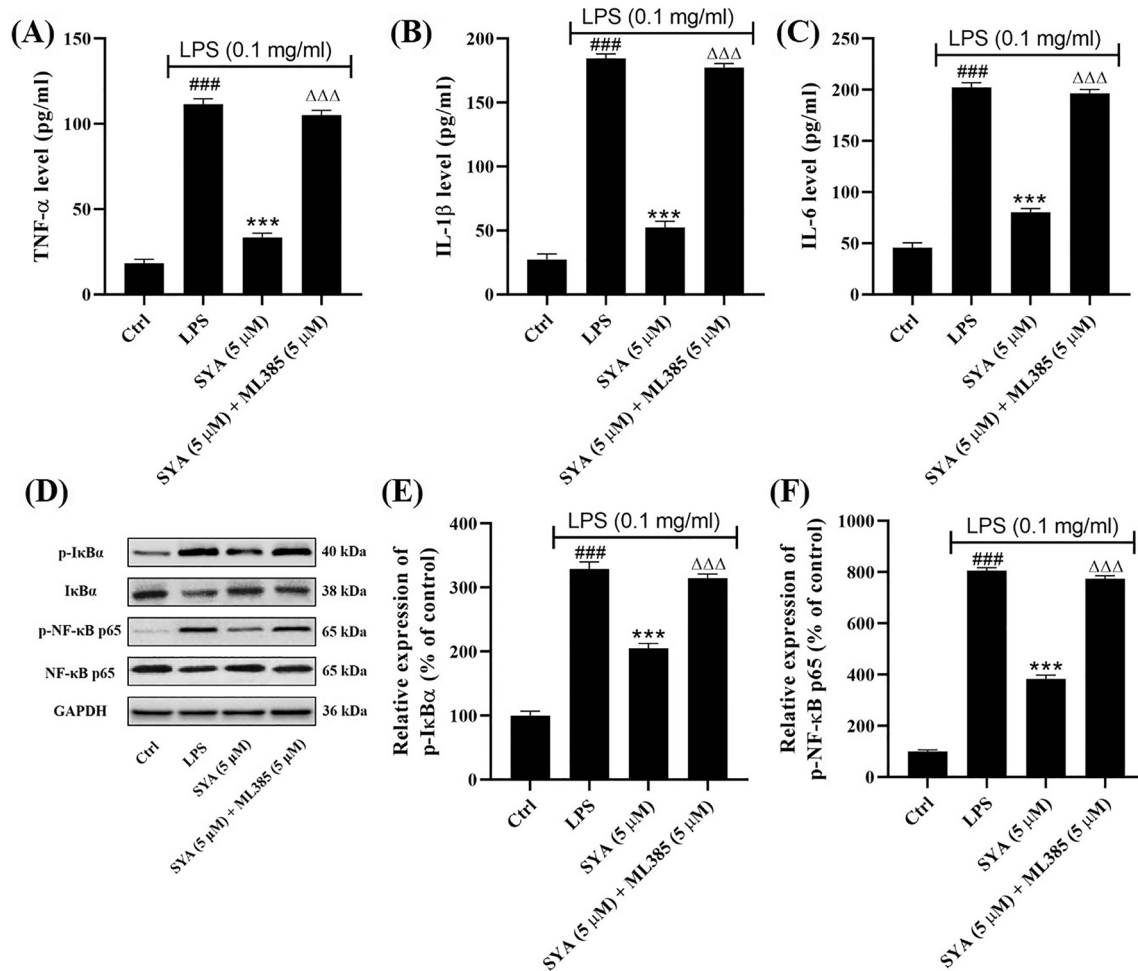 (A)
LPS (0.1 mg/ml)
TNF-α level (pg/ml)
150
100
50
0
###
***
ΔΔΔ
Ctrl
LPS
SYA (5 μM)
SYA (5 μM) + ML385 (5 μM)
(B)
LPS (0.1 mg/ml)
IL-1β level (pg/ml)
200
150
100
50
0
###
***
ΔΔΔ
Ctrl
LPS
SYA (5 μM)
SYA (5 μM) + ML385 (5 μM)
(C)
LPS (0.1 mg/ml)
IL-6 level (pg/ml)
250
200
150
100
50
0
###
***
ΔΔΔ
Ctrl
LPS
SYA (5 μM)
SYA (5 μM) + ML385 (5 μM)
(D)
p-IκBα 40 kDa
IκBα 38 kDa
p-NF-κB p65 65 kDa
NF-κB p65 65 kDa
GAPDH 36 kDa
Ctrl
LPS
SYA (5 μM)
SYA (5 μM) + ML385 (5 μM)
(E)
LPS (0.1 mg/ml)
Relative expression of
p-IκBα (% of control)
400
300
200
100
0
###
***
ΔΔΔ
Ctrl
LPS
SYA (5 μM)
SYA (5 μM) + ML385 (5 μM)
(F)
LPS (0.1 mg/ml)
Relative expression of
p-NF-κB p65 (% of control)
1000
800
600
400
200
0
###
***
ΔΔΔ
Ctrl
LPS
SYA (5 μM)
SYA (5 μM) + ML385 (5 μM)